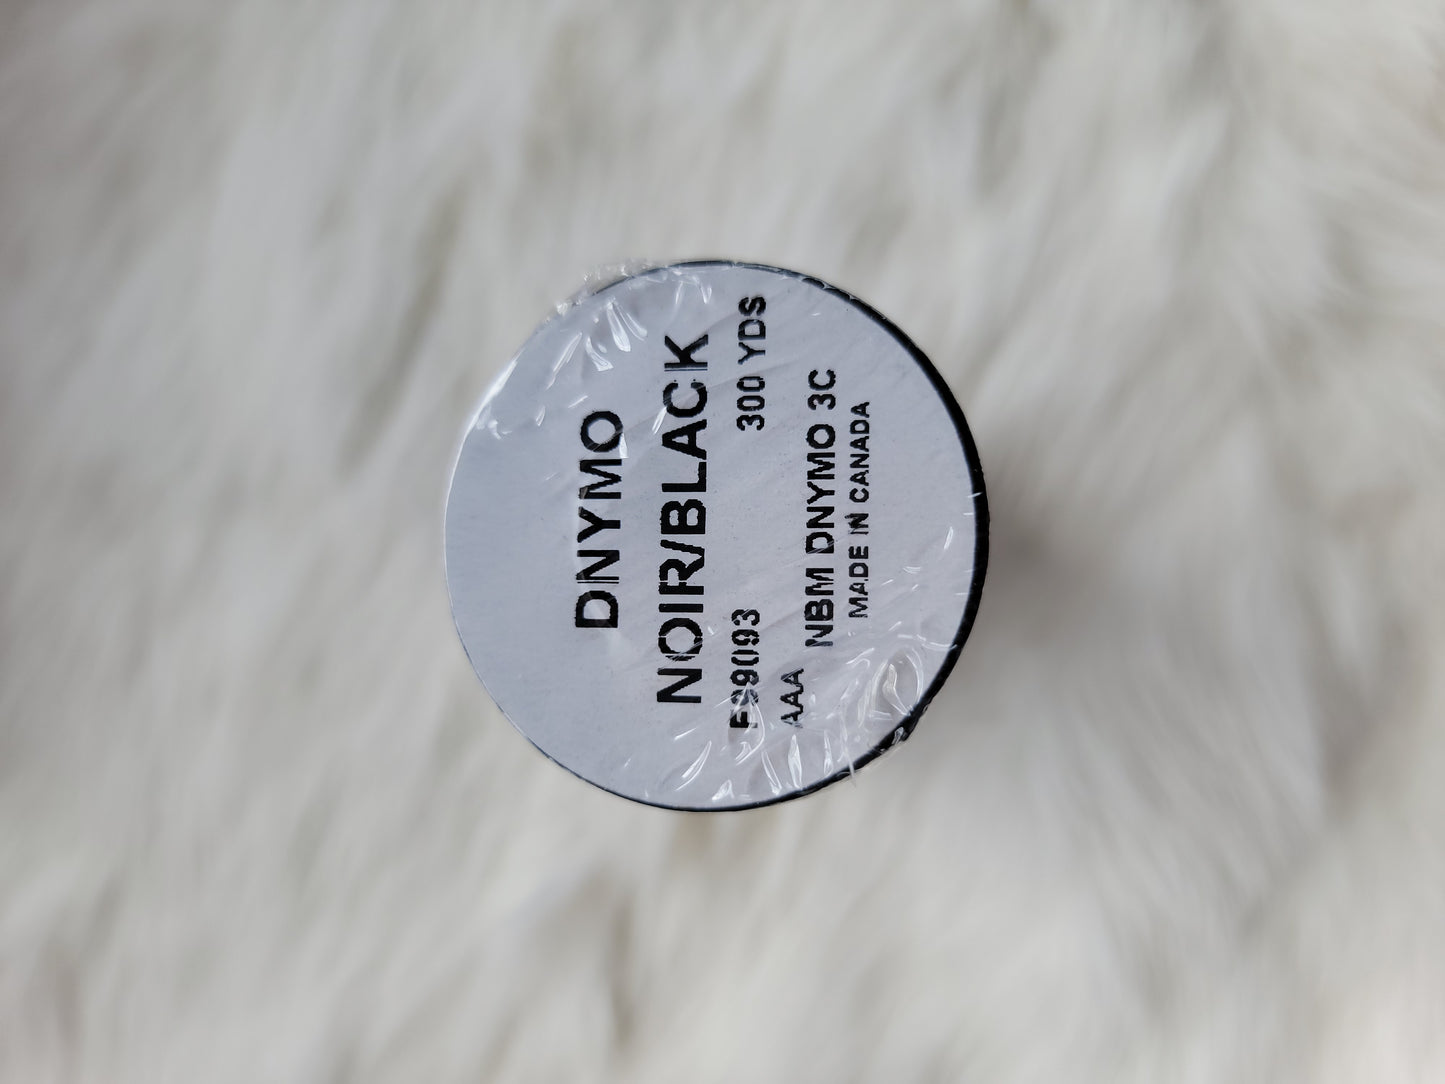 DNYMO
NOIR/BLACK
300 YDS
AAA NBM DNYMO 3C
MADE IN CANADA